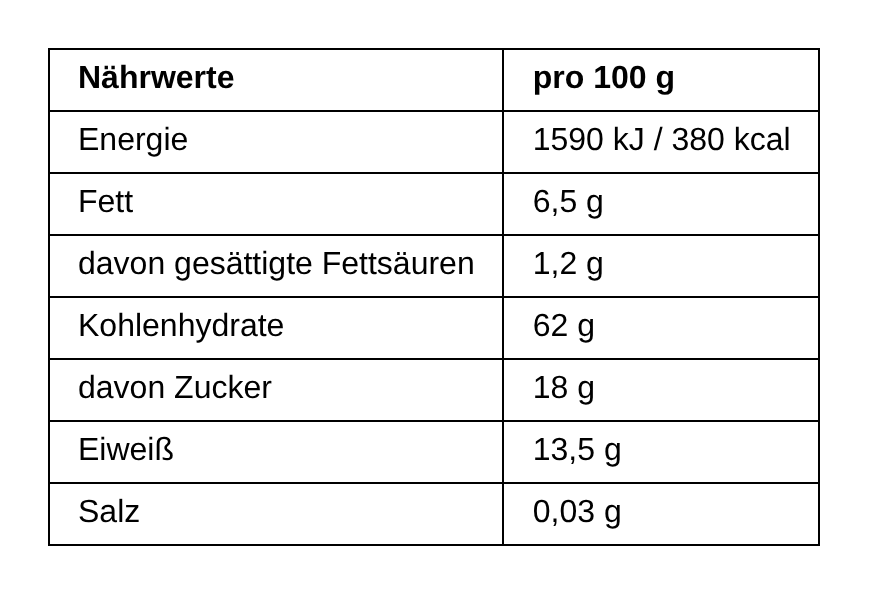 Nährwerte pro 100 g
Energie 1590 kJ / 380 kcal
Fett 6,5 g
davon gesättigte Fettsäuren 1,2 g
Kohlenhydrate 62 g
davon Zucker 18 g
Eiweiß 13,5 g
Salz 0,03 g